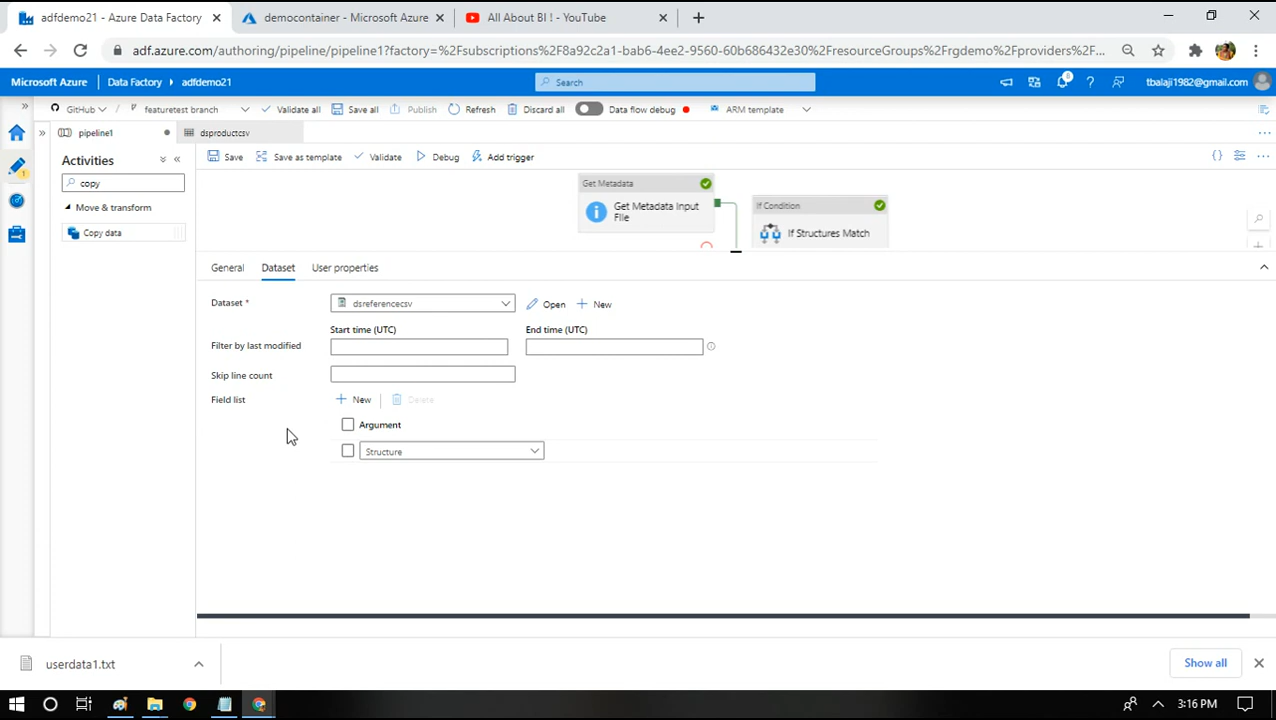 adfdemo21 - Azure Data Factory
democontainer - Microsoft Azure
All About BI ! - YouTube
adf.azure.com/authoring/pipeline/pipeline1?factory=%2Fsubscriptions%2F8a92c2a1-bab6-4ee2-9560-60b586432e30%2FresourceGroups%2Frgdemo%2Fproviders%2F...
Microsoft Azure
Data Factory
adfdemo21
Search
8
tbalaji1982@gmail.com
GitHub
featuretest branch
Validate all
Save all
Publish
Refresh
Discard all
Data flow debug
ARM template
pipeline1
dsproductcsv
Activities
Save
Save as template
Validate
Debug
Add trigger
1
copy
Move & transform
Copy data
Get Metadata
Get Metadata Input
File
If Condition
If Structures Match
General
Dataset
User properties
Dataset *
dsreferencecsv
Open
New
Start time (UTC)
End time (UTC)
Filter by last modified
Skip line count
Field list
New
Delete
Argument
Structure
userdata1.txt
Show all
3:16 PM